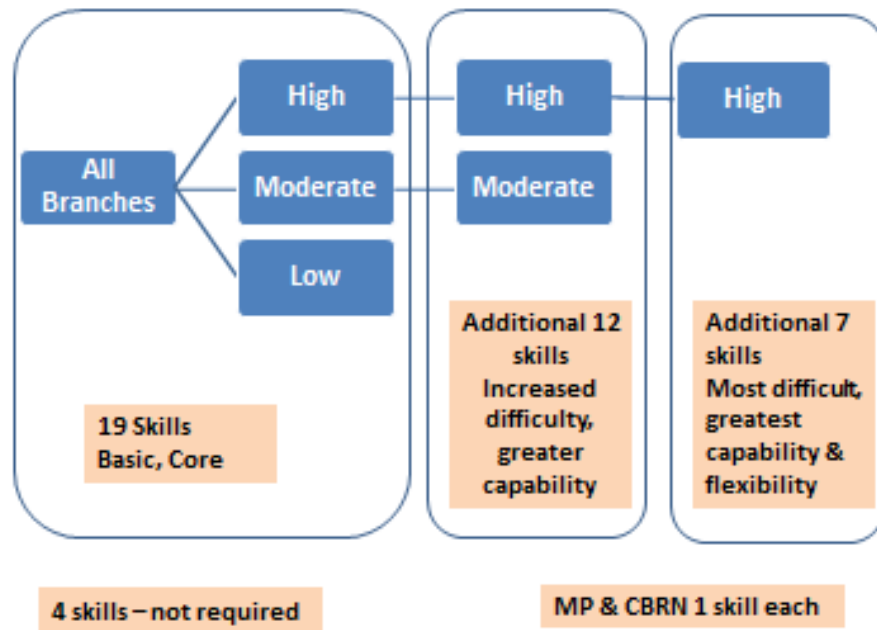 All
Branches
High
Moderate
Low
19 Skills
Basic, Core
High
Moderate
Additional 12
skills
Increased
difficulty,
greater
capability
High
Additional 7
skills
Most difficult,
greatest
capability &
flexibility
4 skills – not required
MP & CBRN 1 skill each